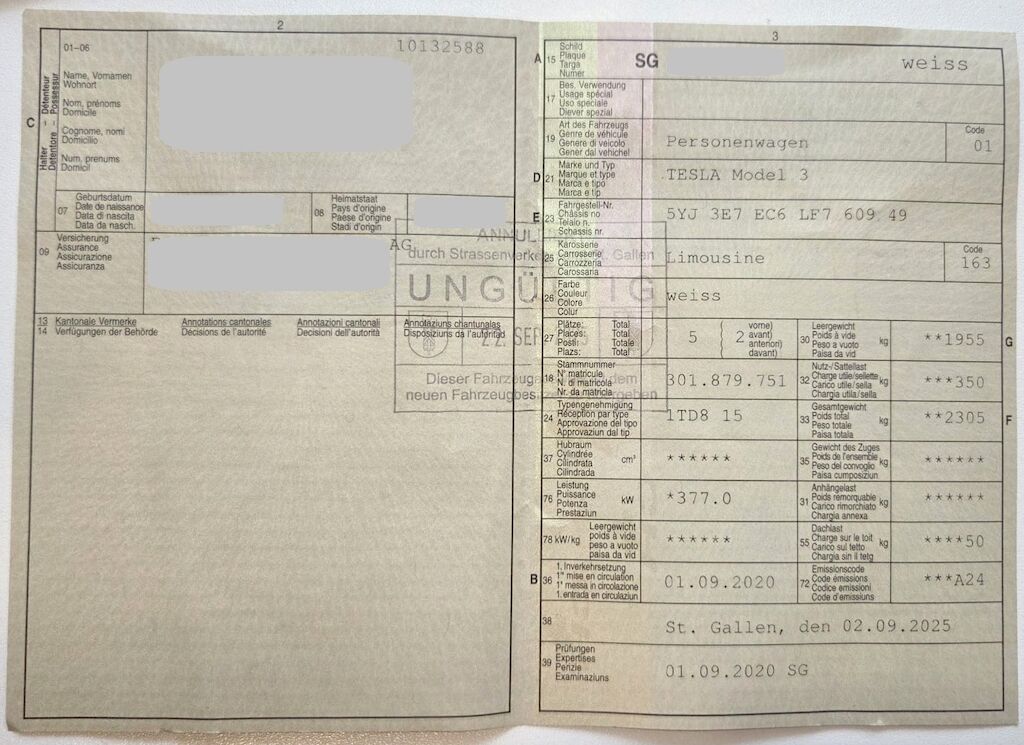 2
01-06
10132588
C
Halter Détenteur
Detentore Possessur
Name, Vornamen
Wohnort
Nom, prénoms
Domicile
Cognome, nomi
Domicilio
Num, prenums
Domicil
07
Geburtsdatum
Date de naissance
Data di nascita
Data da nasch.
08
Heimatstaat
Pays d'origine
Paese d'origine
Stadi d'origin
09
Versicherung
Assurance
Assicurazione
Assicuranza
AG
13 Kantonale Vermerke
14 Verfügungen der Behörde
Annotations cantonales
Décisions de l'autorité
Annotazioni cantonali
Decisioni dell'autorità
Annotaziuns chantunalas
Disposiziuns da l'autoritad
durch Strassenverke Gallen
UNGÜ IG
22. SEP
Dieser Fahrzeuga dem
neuen Fahrzeugbes ergeben
3
A 15
Schild
Plaque
Targa
Numer
SG
weiss
17
Bes. Verwendung
Usage spécial
Uso speciale
Diever spezial
19
Art des Fahrzeugs
Genre de véhicule
Genere di veicolo
Gener dal vehichel
Personenwagen
Code
01
D 21
Marke und Typ
Marque et type
Marca e tipo
Marca e tip
TESLA Model 3
E 23
Fahrgestell-Nr.
Châssis no
Telaio n.
Schassis nr.
5YJ 3E7 EC6 LF7 609 49
25
Karosserie
Carrosserie
Carrozzeria
Carossaria
Limousine
Code
163
26
Farbe
Couleur
Colore
Colur
weiss
27
Plätze: Total
Places: Total
Posti: Totale
Plazs: Total
5
2
vorne)
avant)
anteriori)
davant)
30
Leergewicht
Poids à vide
Peso a vuoto
Paisa da vid
kg
**1955
G
18
Stammnummer
N° matricule
N. di matricola
Nr. da matricla
301.879.751
32
Nutz-/Sattellast
Charge utile/sellette
Carico utile/sella
Chargia utila/sella
kg
***350
24
Typengenehmigung
Réception par type
Approvazione del tipo
Approvaziun dal tip
1TD8 15
33
Gesamtgewicht
Poids total
Peso totale
Paisa totala
kg
**2305
F
37
Hubraum
Cylindrée
Cilindrata
Cilindrada
cm³
******
35
Gewicht des Zuges
Poids de l'ensemble
Peso del convoglio
Paisa cumposiziun
kg
******
76
Leistung
Puissance
Potenza
Prestaziun
kW
*377.0
31
Anhängelast
Poids remorquable
Carico rimorchiato
Chargia annexa
kg
******
78 kW/kg
Leergewicht
poids à vide
peso a vuoto
paisa da vid
******
55
Dachlast
Charge sur le toit
Carico sul tetto
Chargia sin il tetg
kg
****50
B 36
1. Inverkehrsetzung
1re mise en circulation
1a messa in circolazione
1. entrada en circulaziun
01.09.2020
72
Emissionscode
Code émissions
Codice emissioni
Code d'emissiuns
***A24
38
St. Gallen, den 02.09.2025
39
Prüfungen
Expertises
Perizie
Examinaziuns
01.09.2020 SG